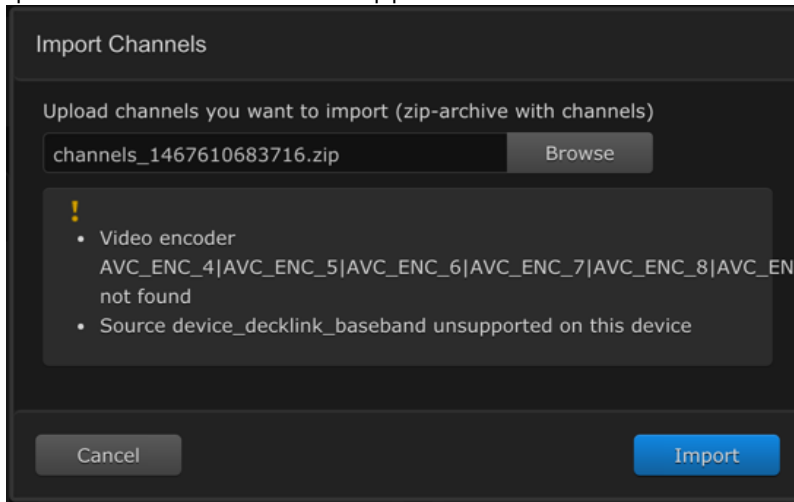 Import Channels
Upload channels you want to import (zip-archive with channels)
channels_1467610683716.zip
Browse
!
• Video encoder
AVC_ENC_4|AVC_ENC_5|AVC_ENC_6|AVC_ENC_7|AVC_ENC_8|AVC_EN
not found
• Source device_decklink_baseband unsupported on this device
Cancel
Import